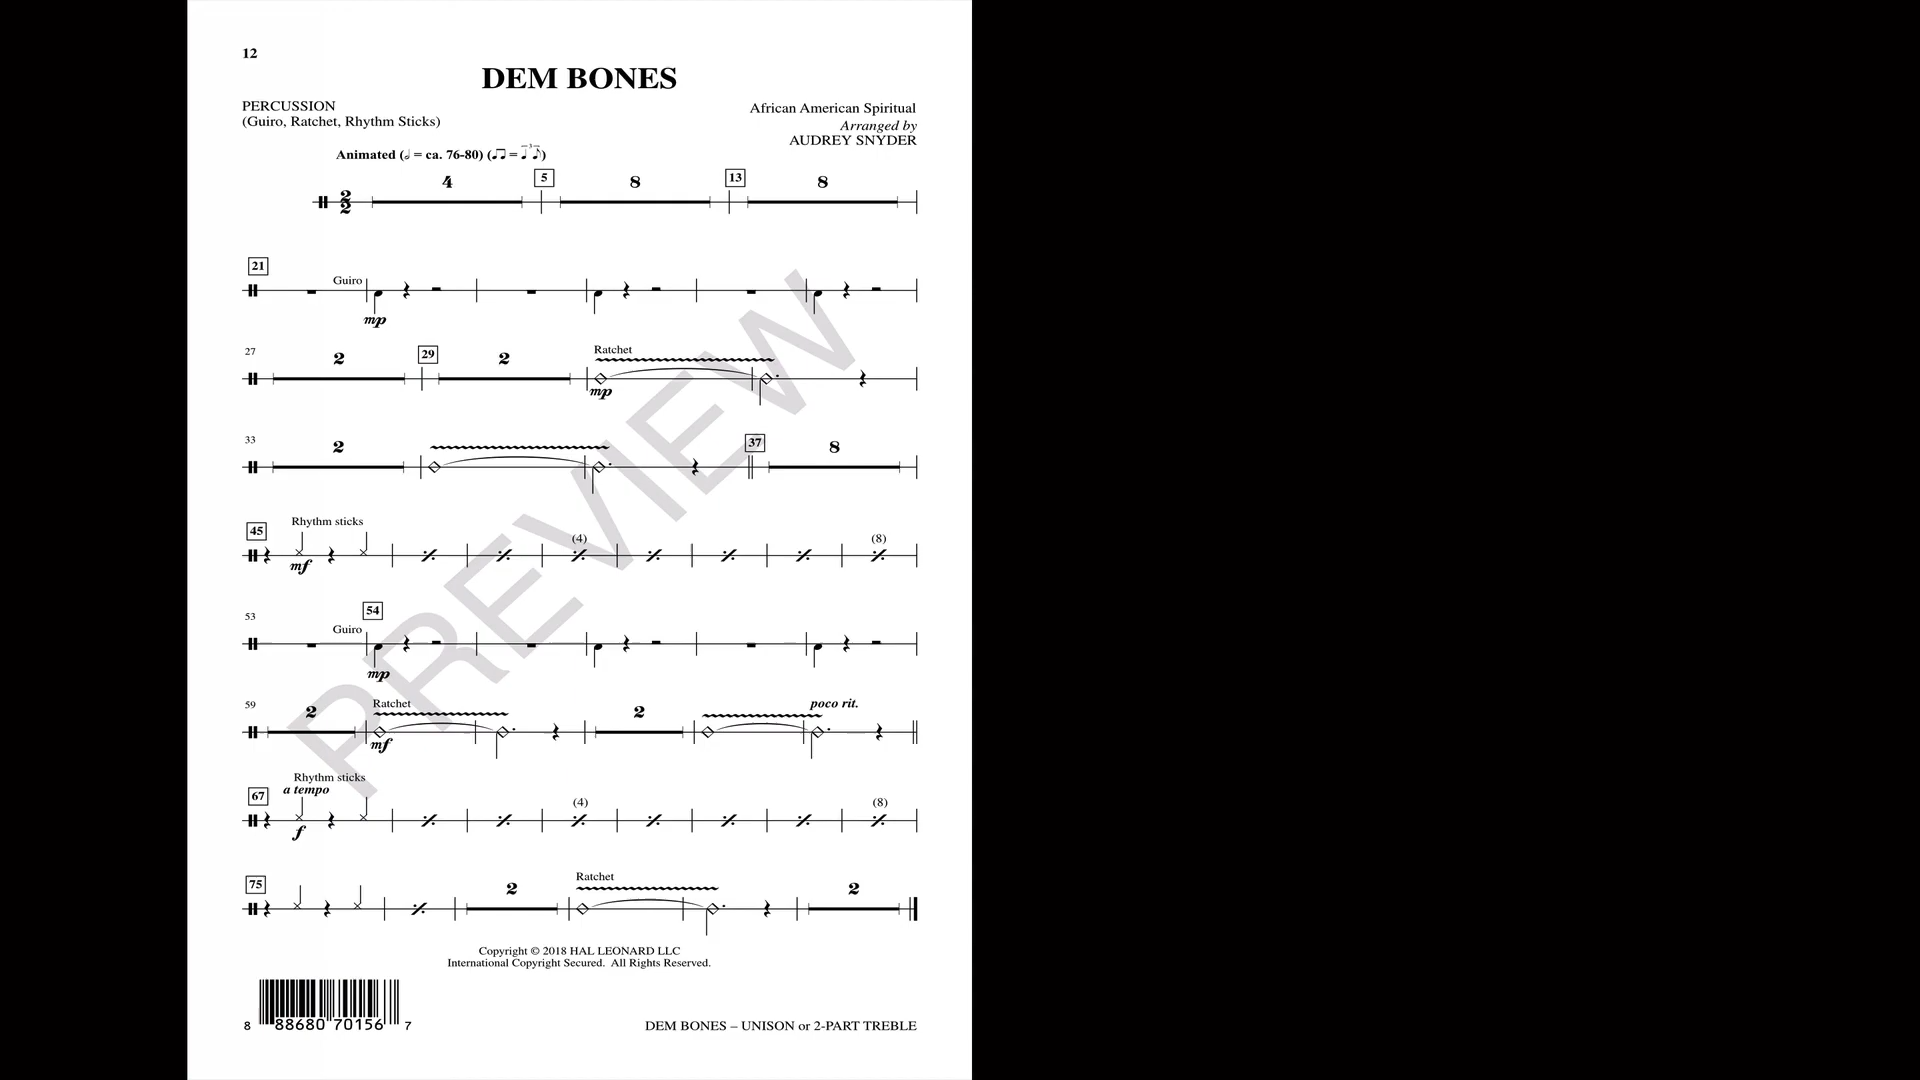 12
DEM BONES
PERCUSSION
(Guiro, Ratchet, Rhythm Sticks)
African American Spiritual
Arranged by
AUDREY SNYDER
Animated (𝅗𝅥 = ca. 76-80) (♫ = ♩ 3 ♪)
4 5 8 13 8
2
2
21
Guiro
mp
27 2 29 2 Ratchet
mp
33 2 37 8
45 Rhythm sticks
(4) (8)
mf
53 54
Guiro
mp
59 2 Ratchet 2 poco rit.
mf
Rhythm sticks
67 a tempo
(4) (8)
f
75 2 Ratchet 2
PREVIEW
Copyright © 2018 HAL LEONARD LLC
International Copyright Secured. All Rights Reserved.
8 88680 70156 7
DEM BONES – UNISON or 2-PART TREBLE